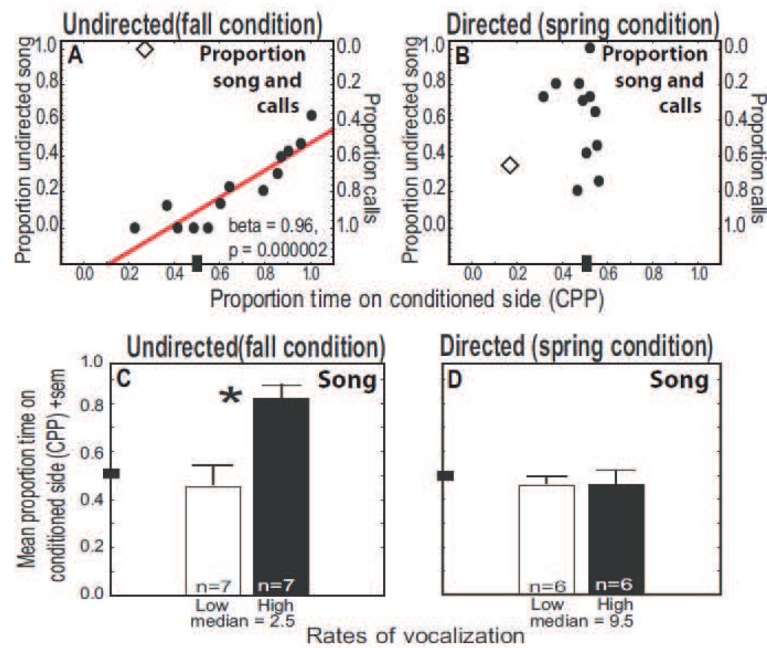 Undirected(fall condition)
Directed (spring condition)
A
Proportion
song and
calls
B
Proportion
song and
calls
Proportion undirected song
1.0
0.8
0.6
0.4
0.2
0.0
0.0
0.2
0.4
0.6
0.8
1.0
Proportion calls
beta = 0.96,
p = 0.000002
0.0 0.2 0.4 0.6 0.8 1.0
Proportion undirected song
1.0
0.8
0.6
0.4
0.2
0.0
0.0
0.2
0.4
0.6
0.8
1.0
Proportion calls
0.0 0.2 0.4 0.6 0.8 1.0
Proportion time on conditioned side (CPP)
Undirected(fall condition)
Directed (spring condition)
Mean proportion time on
conditioned side (CPP) +sem
1.0
0.8
0.6
0.4
0.2
0.0
C
Song
*
n=7
n=7
Low
High
median = 2.5
D
Song
n=6
n=6
Low
High
median = 9.5
Rates of vocalization